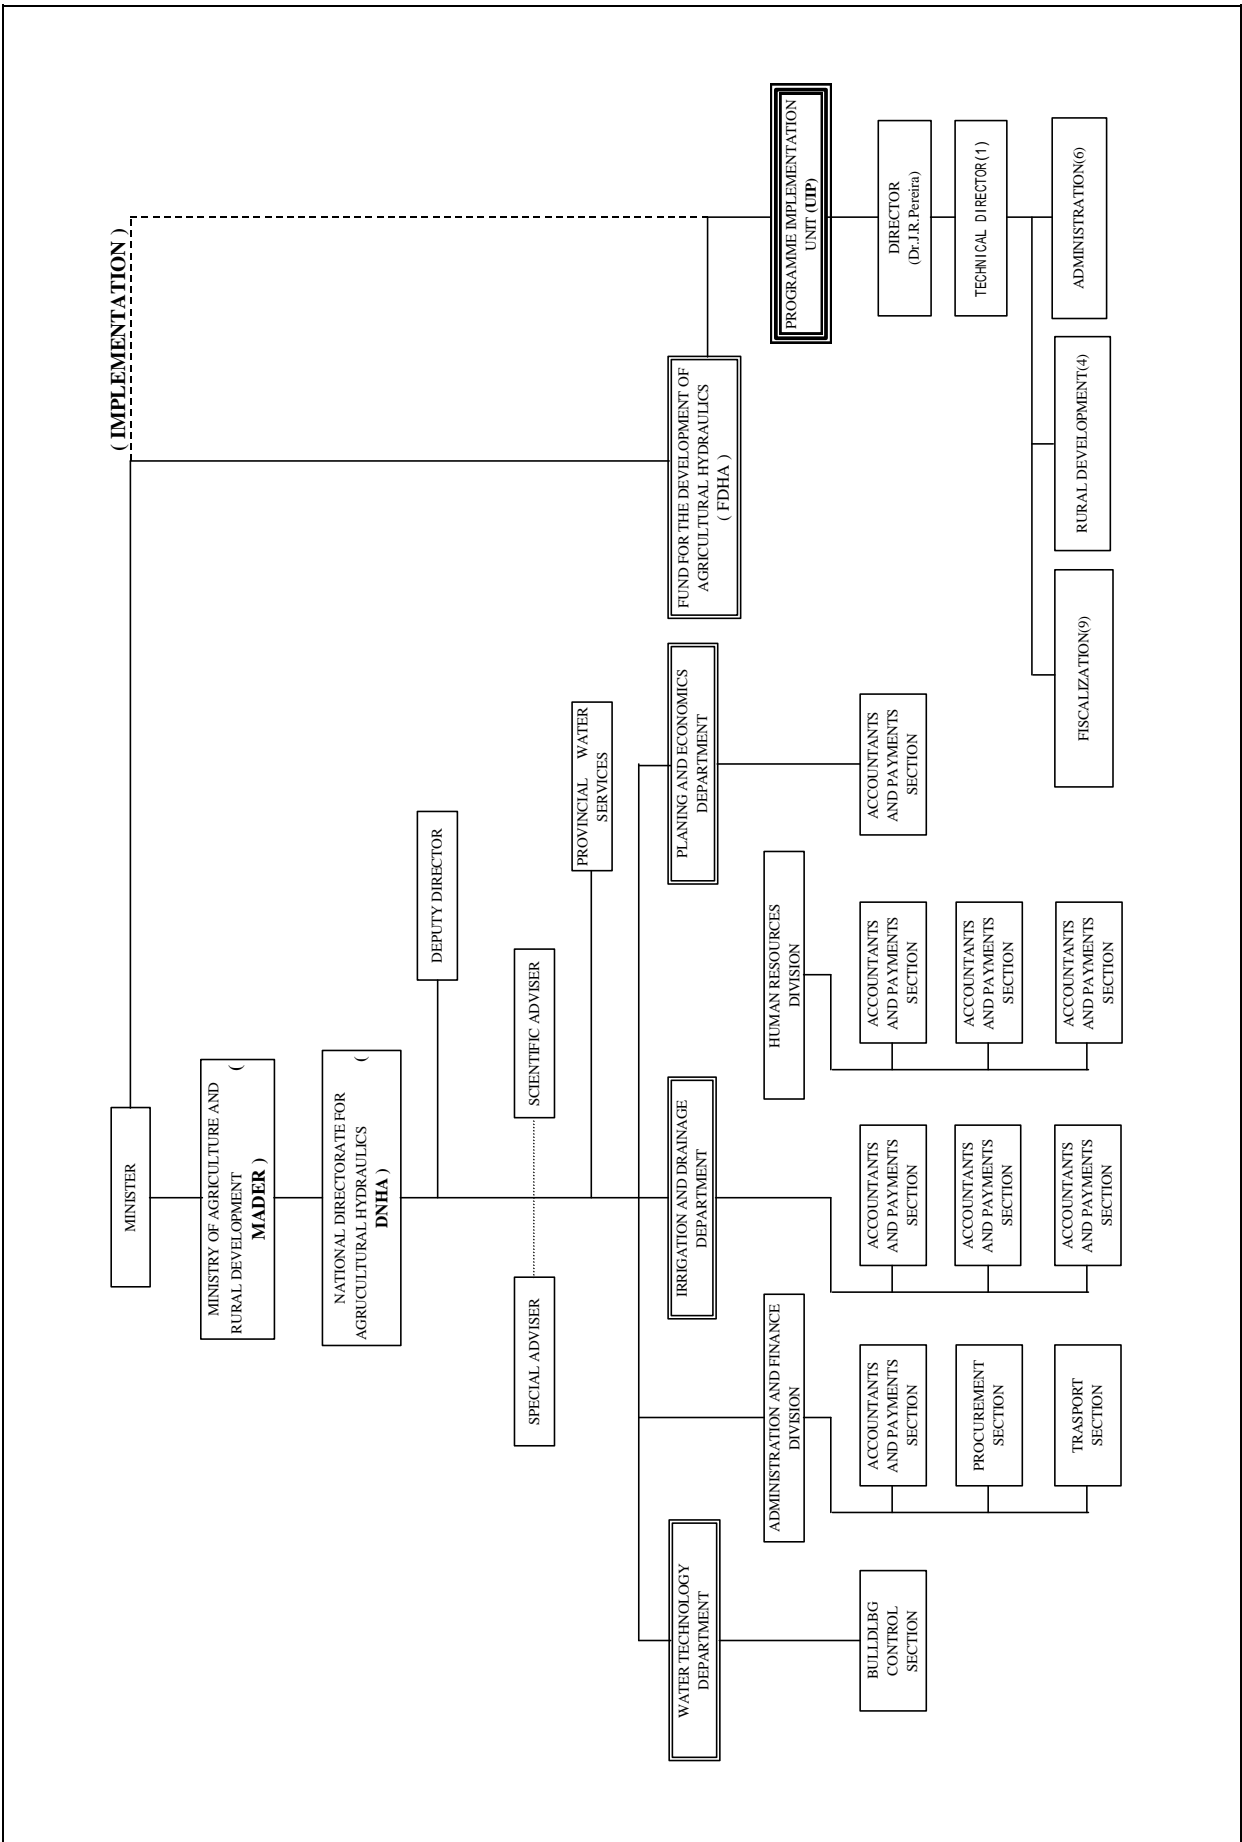 ( IMPLEMENTATION )
MINISTER
MINISTRY OF AGRICULTURE AND
RURAL DEVELOPMENT (
MADER )
NATIONAL DIRECTORATE FOR
AGRUCULTURAL HYDRAULICS (
DNHA )
DEPUTY DIRECTOR
SPECIAL ADVISER
SCIENTIFIC ADVISER
PROVINCIAL WATER
SERVICES
WATER TECHNOLOGY
DEPARTMENT
IRRIGATION AND DRAINAGE
DEPARTMENT
PLANING AND ECONOMICS
DEPARTMENT
FUND FOR THE DEVELOPMENT OF
AGRICULTURAL HYDRAULICS
( FDHA )
PROGRAMME IMPLEMENTATION
UNIT (UIP)
ADMINISTRATION AND FINANCE
DIVISION
HUMAN RESOURCES
DIVISION
BULLDLBG
CONTROL
SECTION
ACCOUNTANTS
AND PAYMENTS
SECTION
ACCOUNTANTS
AND PAYMENTS
SECTION
ACCOUNTANTS
AND PAYMENTS
SECTION
ACCOUNTANTS
AND PAYMENTS
SECTION
DIRECTOR
(Dr.J.R.Pereira)
PROCUREMENT
SECTION
ACCOUNTANTS
AND PAYMENTS
SECTION
ACCOUNTANTS
AND PAYMENTS
SECTION
TECHNICAL DIRECTOR(1)
TRASPORT
SECTION
ACCOUNTANTS
AND PAYMENTS
SECTION
ACCOUNTANTS
AND PAYMENTS
SECTION
FISCALIZATION(9)
RURAL DEVELOPMENT(4)
ADMINISTRATION(6)